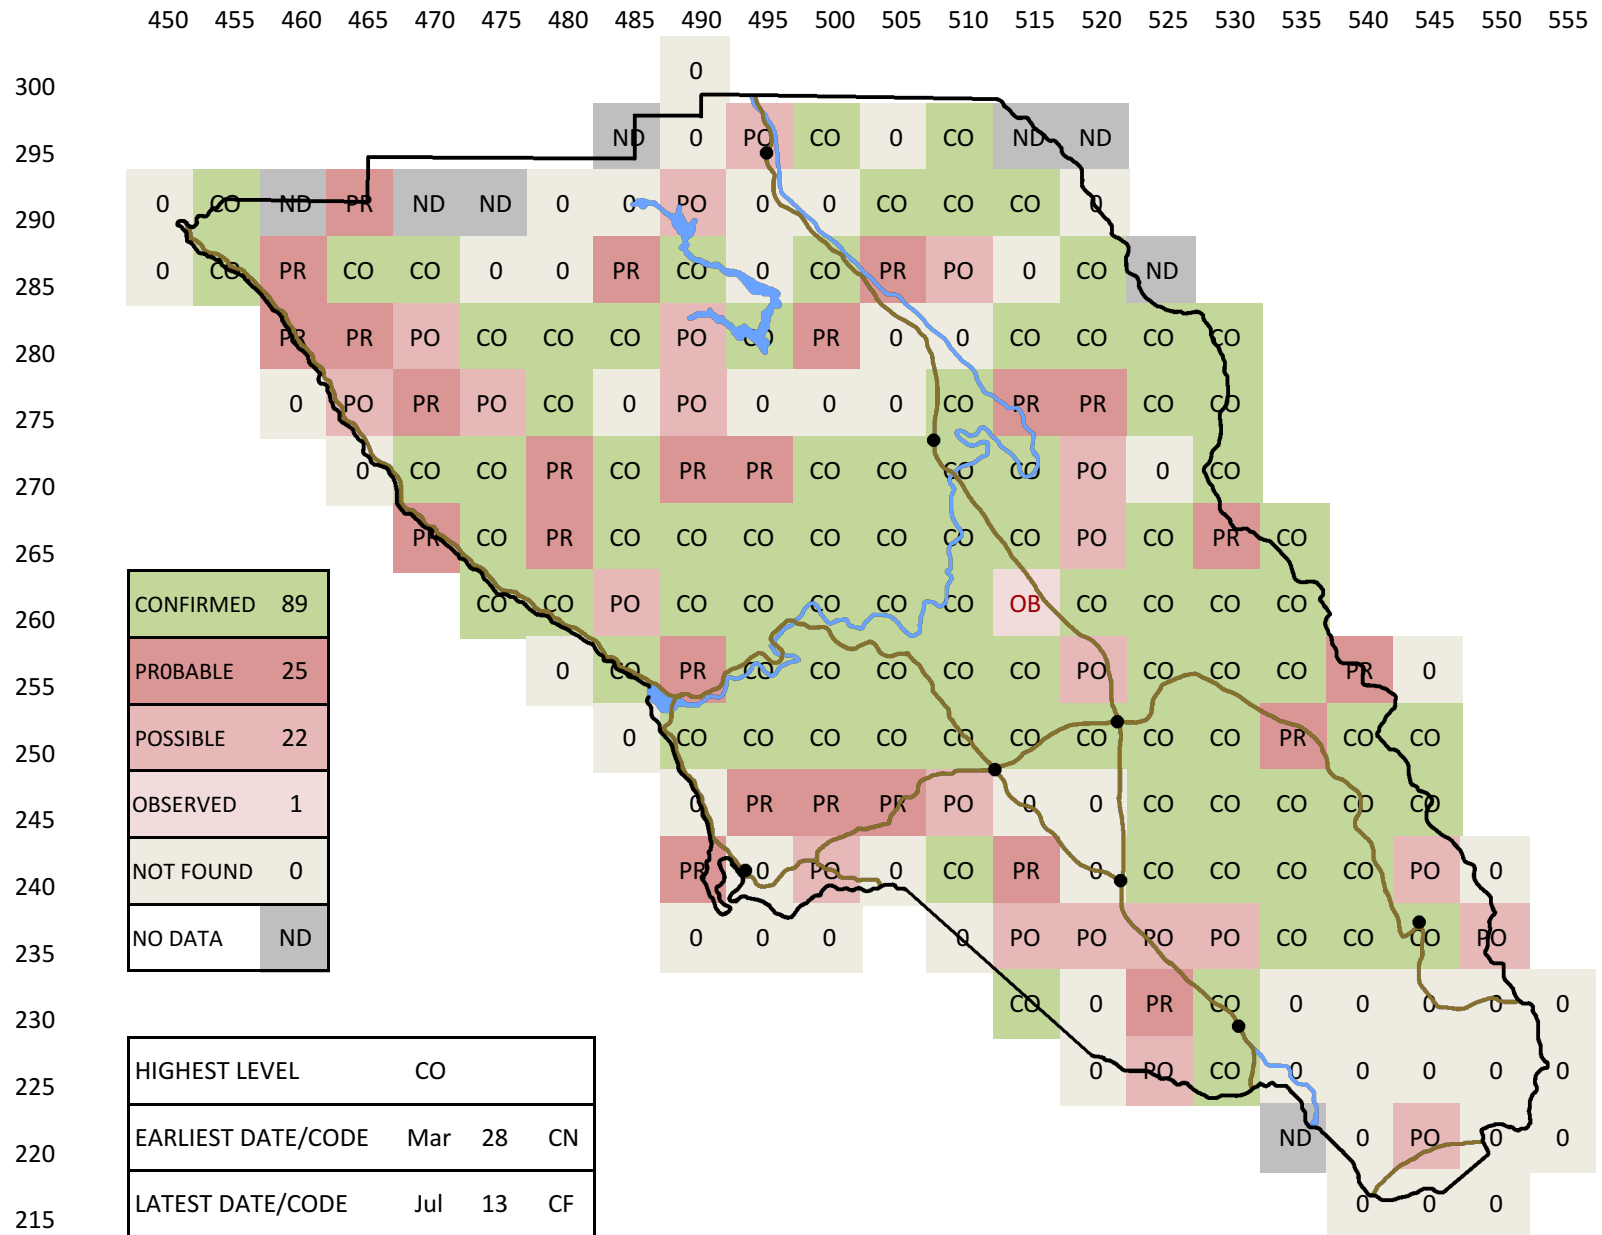 450 455 460 465 470 475 480 485 490 495 500 505 510 515 520 525 530 535 540 545 550 555
0
300
ND 0 PO CO 0 CO ND ND
295
0 CO ND PR ND ND 0 0 PO 0 0 CO CO CO 0
290
0 CO PR CO CO 0 0 PR CO 0 CO PR PO 0 CO ND
285
PR PR PO CO CO CO PO CO PR 0 0 CO CO CO CO
280
0 PO PR PO CO 0 PO 0 0 0 CO PR PR CO CO
275
0 CO CO PR CO PR PR CO CO CO CO PO 0 CO
270
PR CO PR CO CO CO CO CO CO CO PO CO PR CO
265
CONFIRMED 89
CO CO PO CO CO CO CO CO OB CO CO CO CO
260
PR0BABLE 25
0 CO PR CO CO CO CO CO PO CO CO CO PR 0
255
POSSIBLE 22
0 CO CO CO CO CO CO CO CO CO PR CO CO
250
OBSERVED 1
0 PR PR PR PO 0 0 CO CO CO CO CO
245
NOT FOUND 0
PR 0 PO 0 CO PR 0 CO CO CO CO PO 0
240
NO DATA ND
0 0 0 0 PO PO PO PO CO CO CO PO
235
CO 0 PR CO 0 0 0 0 0
230
HIGHEST LEVEL CO
0 PO CO 0 0 0 0 0
225
EARLIEST DATE/CODE Mar 28 CN
ND 0 PO 0 0
220
LATEST DATE/CODE Jul 13 CF
0 0 0
215